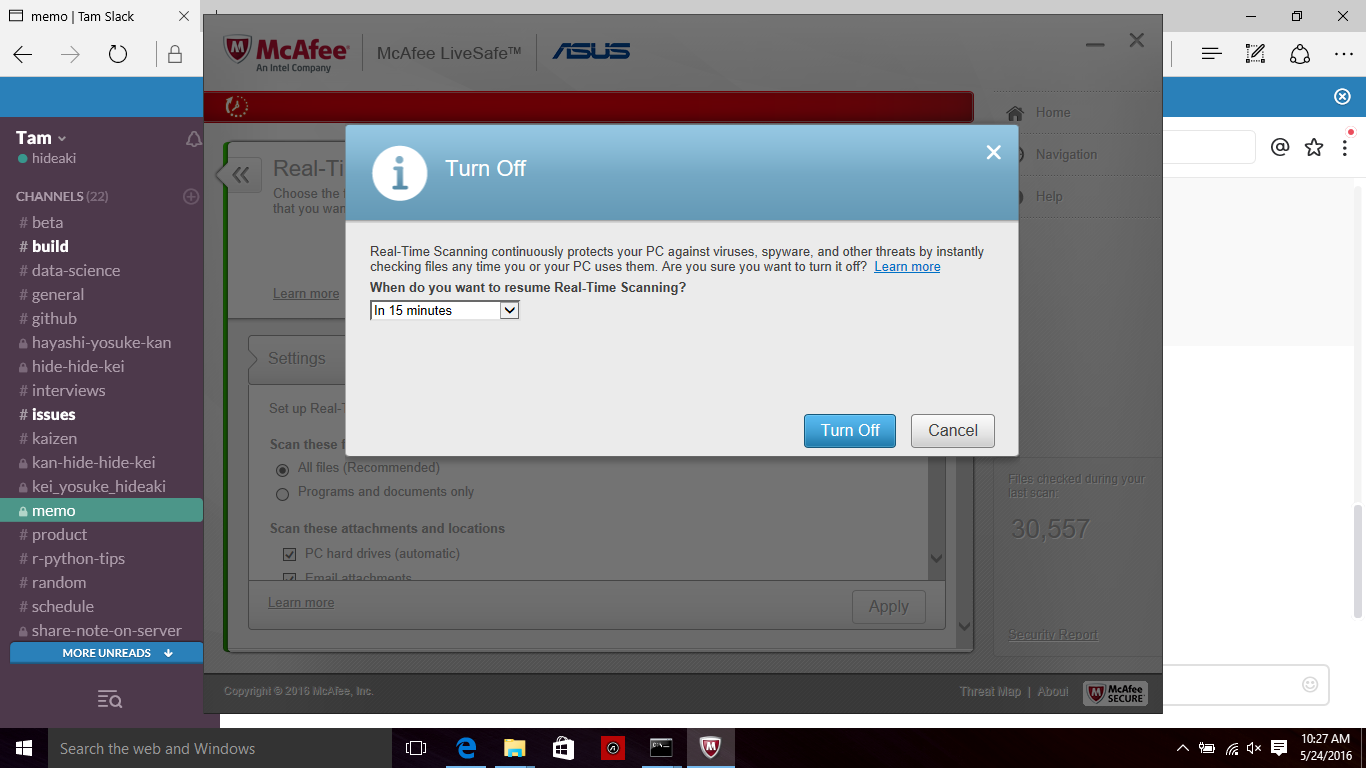 memo | Tam Slack
McAfee
An Intel Company
McAfee LiveSafe™
ASUS
Tam
hideaki
CHANNELS (22)
# beta
# build
# data-science
# general
# github
hayashi-yosuke-kan
hide-hide-kei
# interviews
# issues
# kaizen
kan-hide-hide-kei
kei_yosuke_hideaki
memo
# product
# r-python-tips
# random
# schedule
share-note-on-server
MORE UNREADS
Home
Navigation
Help
Real-Ti
Choose the f
that you wan
Learn more
Turn Off
Real-Time Scanning continuously protects your PC against viruses, spyware, and other threats by instantly
checking files any time you or your PC uses them. Are you sure you want to turn it off? Learn more
When do you want to resume Real-Time Scanning?
In 15 minutes
Turn Off
Cancel
Settings
Set up Real-T
Scan these f
All files (Recommended)
Programs and documents only
Scan these attachments and locations
PC hard drives (automatic)
Email attachments
Learn more
Apply
Files checked during your
last scan:
30,557
Security Report
Copyright © 2016 McAfee, Inc.
Threat Map | About
McAfee
SECURE
Search the web and Windows
10:27 AM
5/24/2016